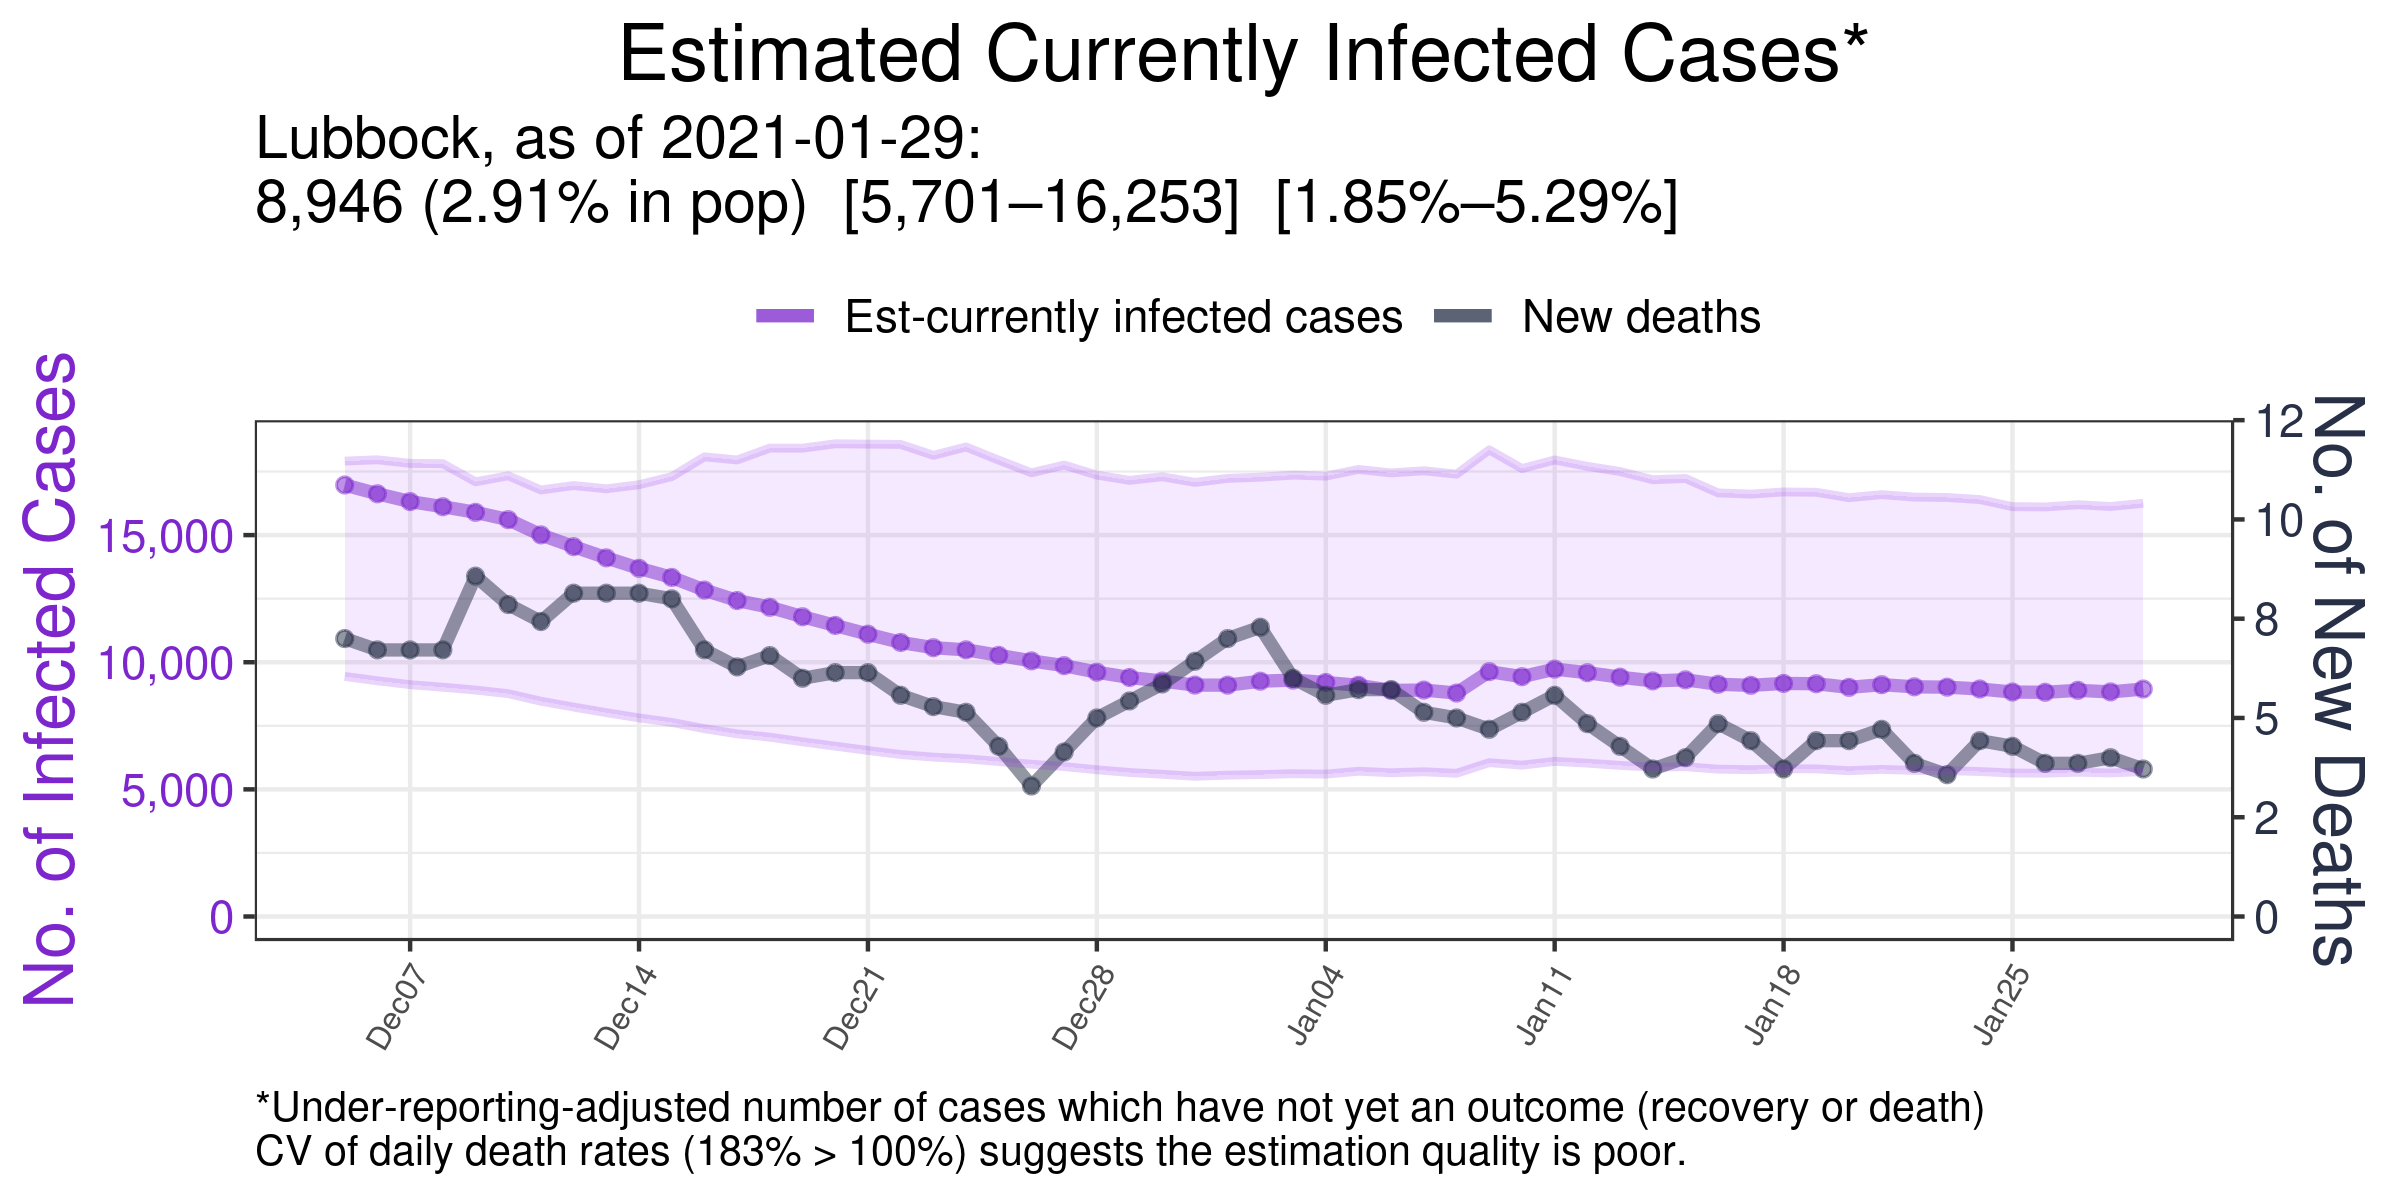 Estimated Currently Infected Cases*
Lubbock, as of 2021-01-29:
8,946 (2.91% in pop)  [5,701–16,253]  [1.85%–5.29%]
Est-currently infected cases
New deaths
No. of Infected Cases
15,000
10,000
5,000
0
12
10
8
5
2
0
No. of New Deaths
Dec07
Dec14
Dec21
Dec28
Jan04
Jan11
Jan18
Jan25
*Under-reporting-adjusted number of cases which have not yet an outcome (recovery or death)
CV of daily death rates (183% > 100%) suggests the estimation quality is poor.